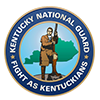 KENTUCKY NATIONAL GUARD
FIGHT AS KENTUCKIANS